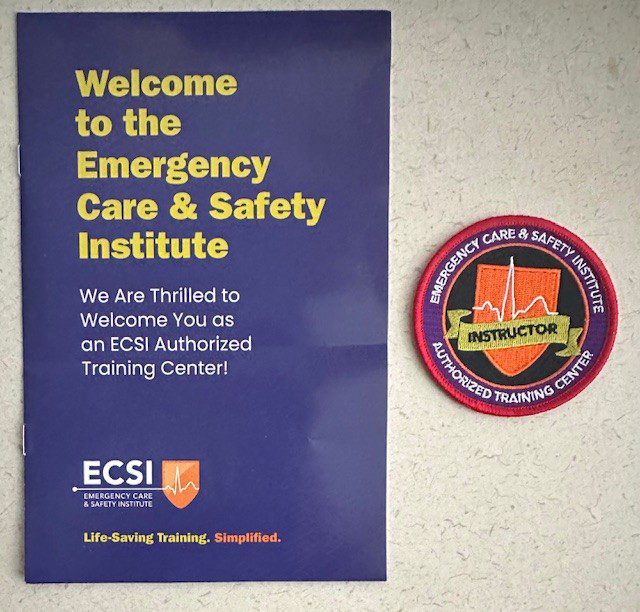 Welcome
to the
Emergency
Care & Safety
Institute
We Are Thrilled to
Welcome You as
an ECSI Authorized
Training Center!
ECSI
EMERGENCY CARE
& SAFETY INSTITUTE
Life-Saving Training. Simplified.
EMERGENCY CARE & SAFETY INSTITUTE
INSTRUCTOR
AUTHORIZED TRAINING CENTER